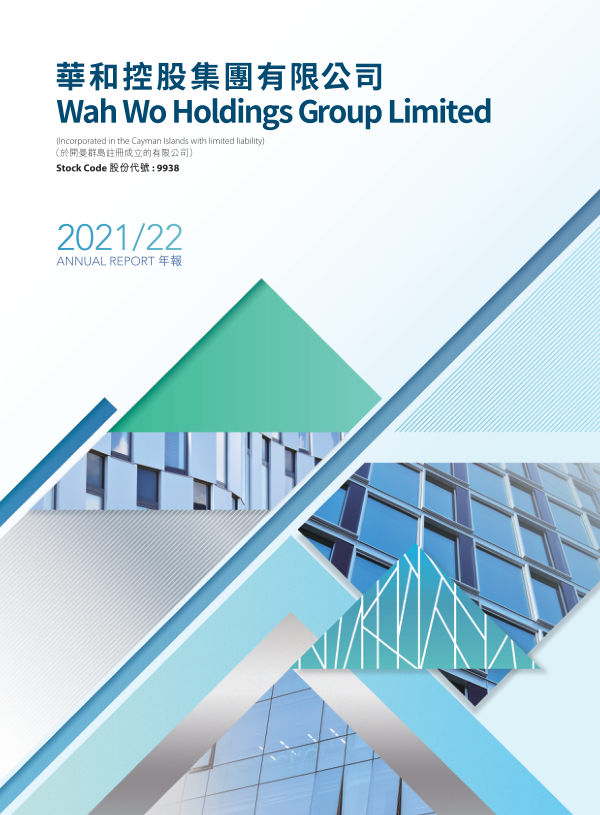 華和控股集團有限公司
Wah Wo Holdings Group Limited
(Incorporated in the Cayman Islands with limited liability)
（於開曼群島註冊成立的有限公司）
Stock Code 股份代號 : 9938
2021/22
ANNUAL REPORT 年報